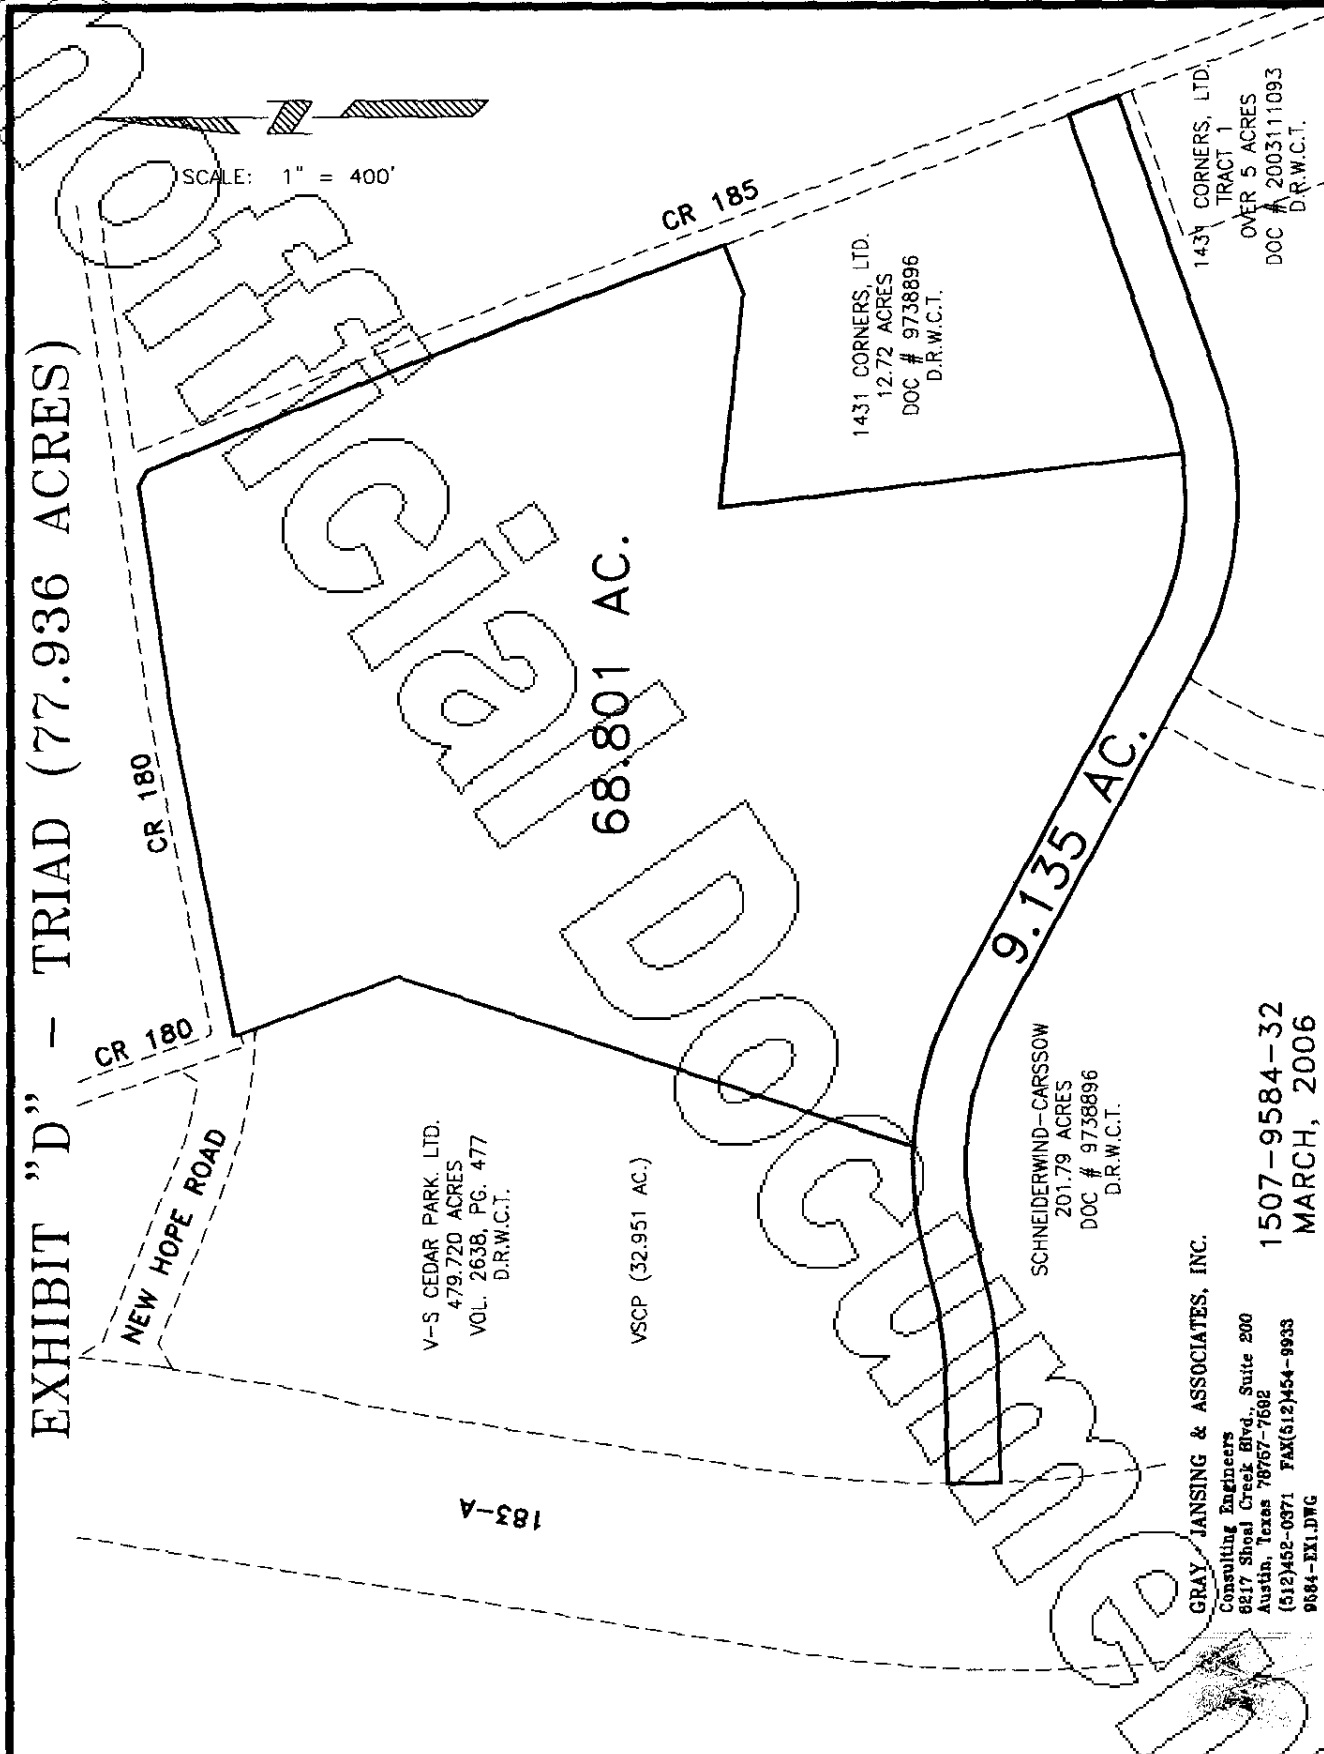 EXHIBIT "D" - TRIAD (77.936 ACRES)
SCALE: 1" = 400'
NEW HOPE ROAD
CR 180
CR 180
CR 185
183-A
V-S CEDAR PARK. LTD.
479.720 ACRES
VOL. 2638, PG. 477
D.R.W.C.T.
VSCP (32.951 AC.)
68.801 AC.
1431 CORNERS, LTD.
12.72 ACRES
DOC # 9738896
D.R.W.C.T.
9.135 AC.
SCHNEIDERWIND-CARSSOW
201.79 ACRES
DOC # 9738896
D.R.W.C.T.
1431 CORNERS, LTD.
TRACT 1
OVER 5 ACRES
DOC # 2003111093
D.R.W.C.T.
GRAY, JANSING & ASSOCIATES, INC.
Consulting Engineers
8217 Shoal Creek Blvd., Suite 200
Austin, Texas 78757-7592
(512)452-0371 FAX(512)454-9933
9584-EX1.DWG
1507-9584-32
MARCH, 2006
Unofficial Document